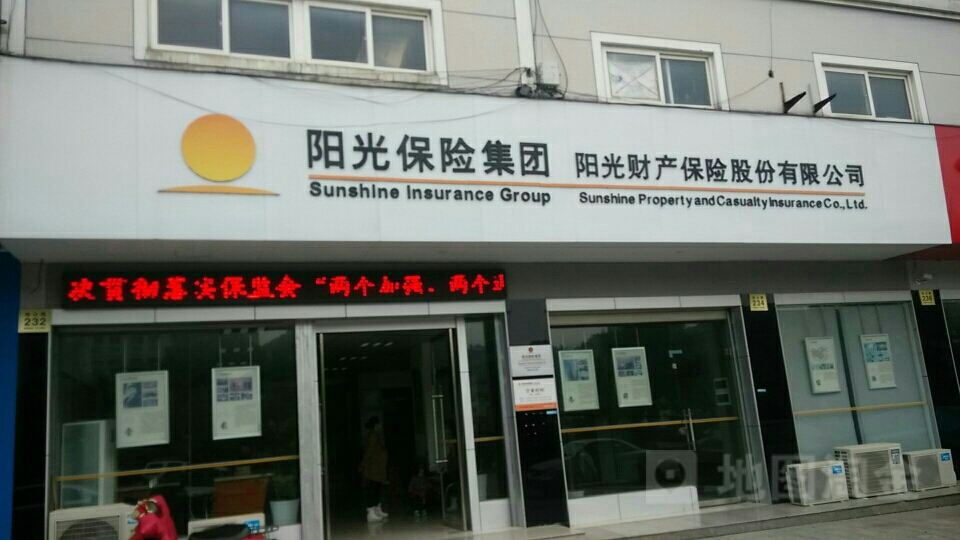 阳光保险集团
Sunshine Insurance Group
阳光财产保险股份有限公司
Sunshine Property and Casualty Insurance Co., Ltd.
决贯彻落实保监会“两个加强、两个
232
234
236